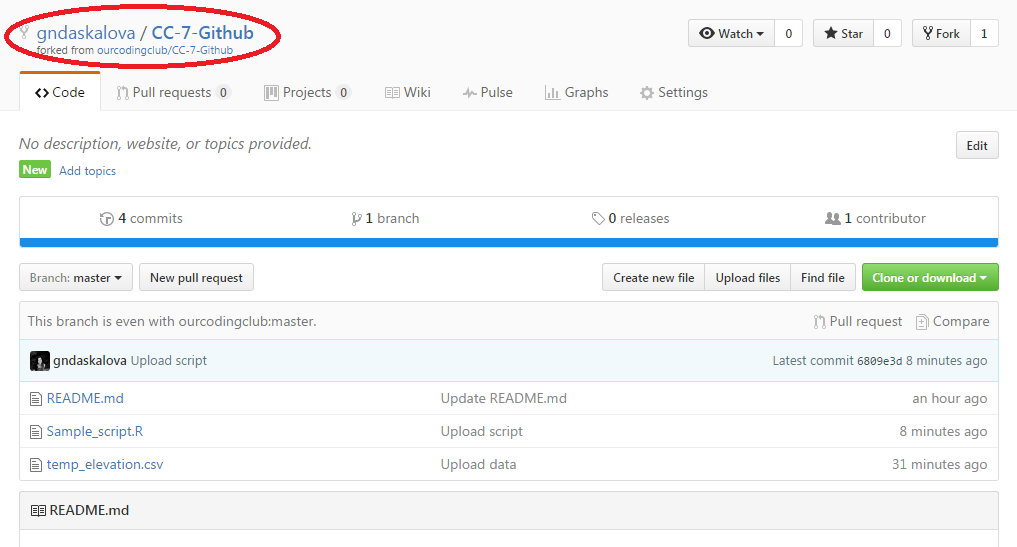 gndaskalova / CC-7-Github Watch 0 Star 0 Fork 1
forked from ourcodingclub/CC-7-Github
Code Pull requests 0 Projects 0 Wiki Pulse Graphs Settings
No description, website, or topics provided. Edit
New Add topics
4 commits 1 branch 0 releases 1 contributor
Branch: master New pull request Create new file Upload files Find file Clone or download
This branch is even with ourcodingclub:master. Pull request Compare
gndaskalova Upload script Latest commit 6809e3d 8 minutes ago
README.md Update README.md an hour ago
Sample_script.R Upload script 8 minutes ago
temp_elevation.csv Upload data 31 minutes ago
README.md